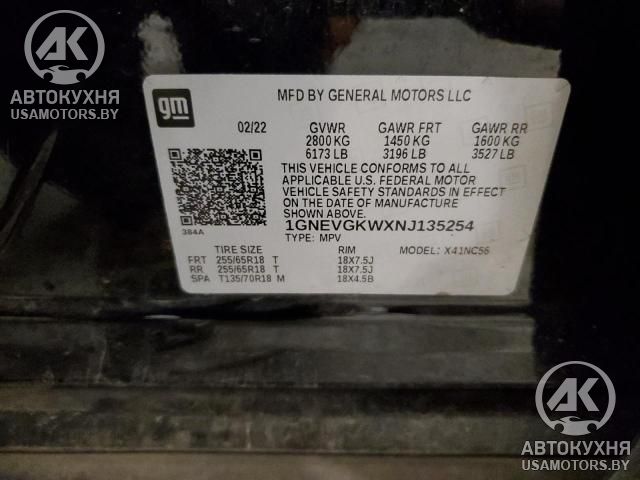 AK
АВТОКУХНЯ
USAMOTORS.BY
gm
MFD BY GENERAL MOTORS LLC
02/22 GVWR GAWR FRT GAWR RR
2800 KG 1450 KG 1600 KG
6173 LB 3196 LB 3527 LB
THIS VEHICLE CONFORMS TO ALL
APPLICABLE U.S. FEDERAL MOTOR
VEHICLE SAFETY STANDARDS IN EFFECT
ON THE DATE OF MANUFACTURE
SHOWN ABOVE.
384A
1GNEVGKWXNJ135254
TYPE: MPV MODEL: X41NC56
TIRE SIZE RIM
FRT 255/65R18 T 18X7.5J
RR 255/65R18 T 18X7.5J
SPA T135/70R18 M 18X4.5B
AK
АВТОКУХНЯ
USAMOTORS.BY